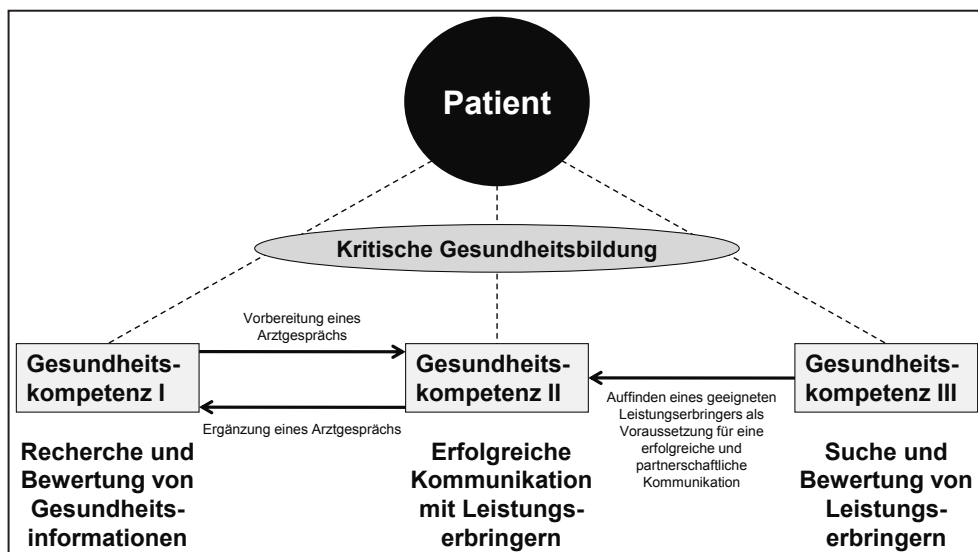 Patient
Kritische Gesundheitsbildung
Vorbereitung eines
Arztgesprächs
Gesundheits-
kompetenz I
Gesundheits-
kompetenz II
Gesundheits-
kompetenz III
Ergänzung eines Arztgesprächs
Auffinden eines geeigneten
Leistungserbringers als
Voraussetzung für eine
erfolgreiche und
partnerschaftliche
Kommunikation
Recherche und
Bewertung von
Gesundheits-
informationen
Erfolgreiche
Kommunikation
mit Leistungs-
erbringern
Suche und
Bewertung von
Leistungs-
erbringern